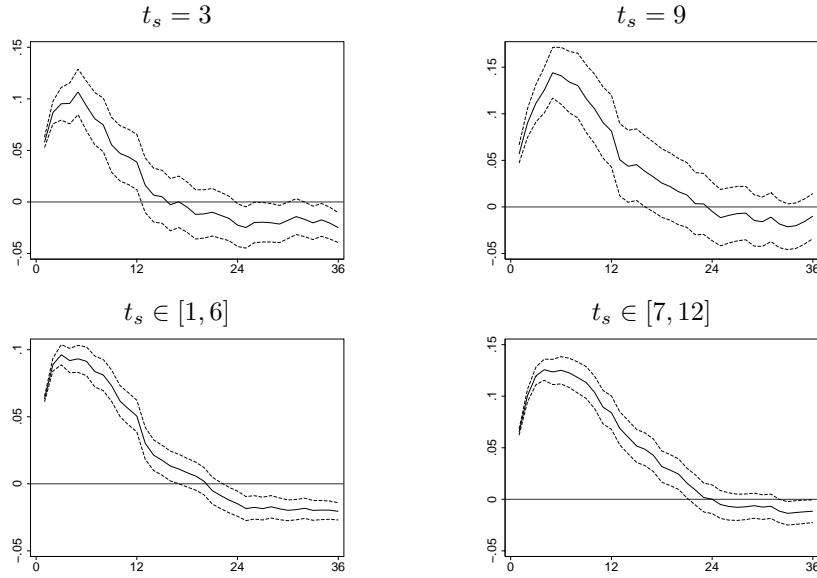 t_s = 3
t_s = 9
.15
.1
.05
0
-.05
0 12 24 36
.15
.1
.05
0
-.05
0 12 24 36
t_s ∈ [1, 6]
t_s ∈ [7, 12]
.1
.05
0
-.05
0 12 24 36
.15
.1
.05
0
-.05
0 12 24 36